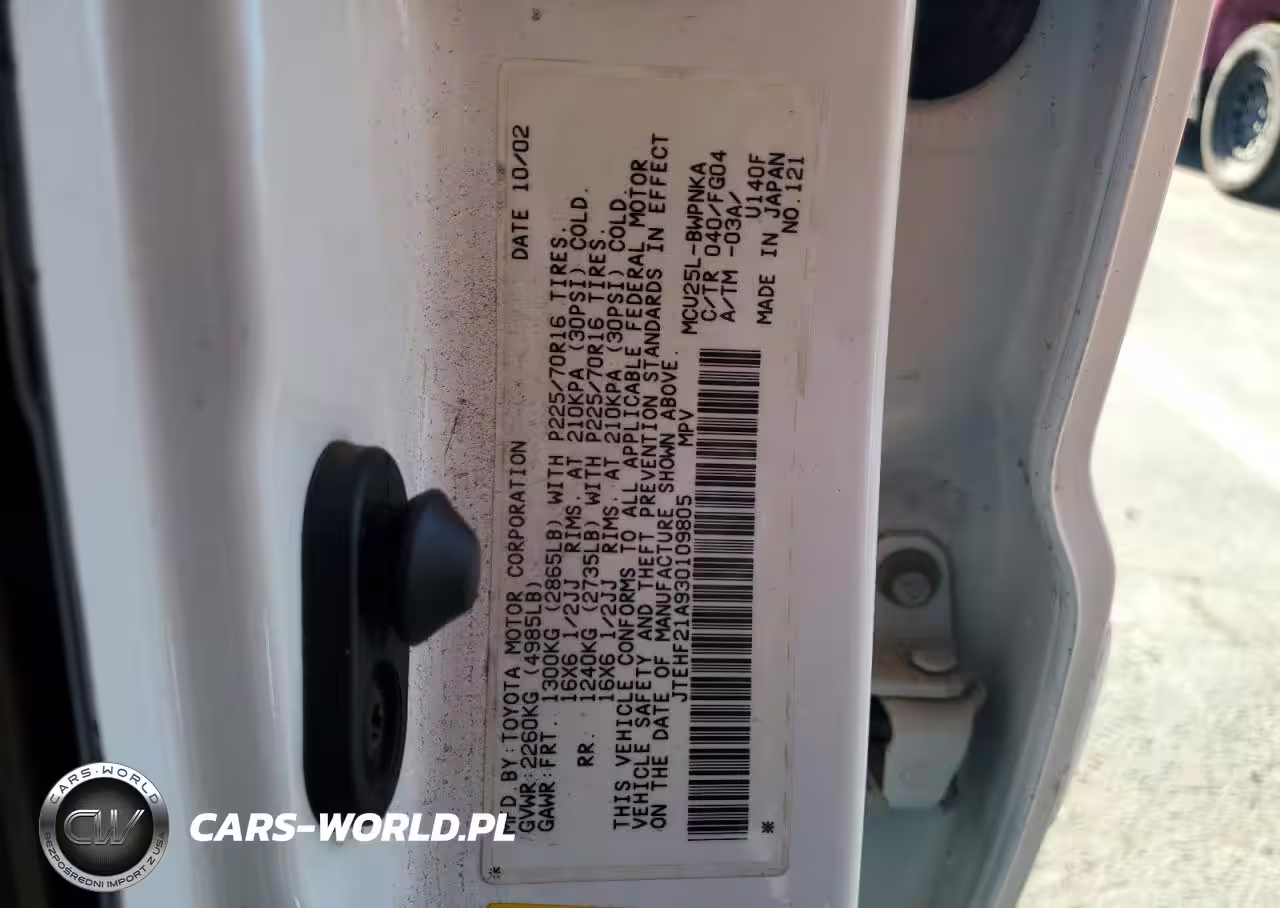 MFD.BY:TOYOTA MOTOR CORPORATION DATE 10/02
GVWR:2260KG (4985LB)
GAWR:FRT. 1300KG (2865LB) WITH P225/70R16 TIRES.
16X6 1/2JJ RIMS. AT 210KPA (30PSI) COLD.
RR. 1240KG (2735LB) WITH P225/70R16 TIRES.
16X6 1/2JJ RIMS. AT 210KPA (30PSI) COLD.
THIS VEHICLE CONFORMS TO ALL APPLICABLE FEDERAL MOTOR
VEHICLE SAFETY AND THEFT PREVENTION STANDARDS IN EFFECT
ON THE DATE OF MANUFACTURE SHOWN ABOVE.
JTEHF21A930109805 MPV
MCU25L-BWPNKA
C/TR 040/FG04
A/TM -03A/
U140F
MADE IN JAPAN
NO.121
*
*K
CARS-WORLD
CW
BEZPOŚREDNI IMPORT Z USA
CARS-WORLD.PL